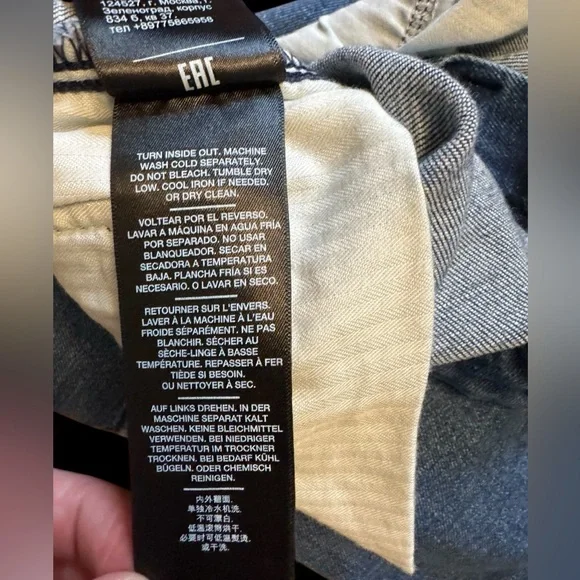 124527, г. Москва, г.
Зеленоград, корпус
834 б, кв 37.
тел +89775865956
EAC
TURN INSIDE OUT. MACHINE
WASH COLD SEPARATELY.
DO NOT BLEACH. TUMBLE DRY
LOW. COOL IRON IF NEEDED.
OR DRY CLEAN.
VOLTEAR POR EL REVERSO.
LAVAR A MÁQUINA EN AGUA FRÍA
POR SEPARADO. NO USAR
BLANQUEADOR. SECAR EN
SECADORA A TEMPERATURA
BAJA. PLANCHA FRÍA SI ES
NECESARIO. O LAVAR EN SECO.
RETOURNER SUR L'ENVERS.
LAVER À LA MACHINE À L'EAU
FROIDE SÉPARÉMENT. NE PAS
BLANCHIR. SÉCHER AU
SÈCHE-LINGE À BASSE
TEMPÉRATURE. REPASSER À FER
TIÈDE SI BESOIN.
OU NETTOYER À SEC.
AUF LINKS DREHEN. IN DER
MASCHINE SEPARAT KALT
WASCHEN. KEINE BLEICHMITTEL
VERWENDEN. BEI NIEDRIGER
TEMPERATUR IM TROCKNER
TROCKNEN. BEI BEDARF KÜHL
BÜGELN. ODER CHEMISCH
REINIGEN.
内外翻面,
单独冷水机洗,
不可漂白,
低温滚筒烘干,
必要时可低温熨烫,
或干洗.